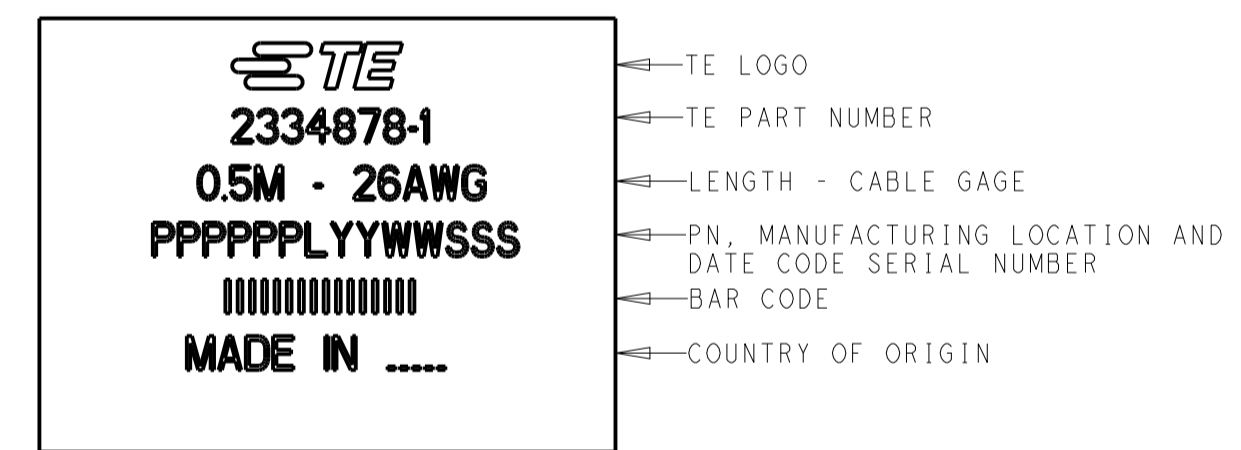 TE
TE LOGO
2334878-1
TE PART NUMBER
0.5M - 26AWG
LENGTH - CABLE GAGE
PPPPPPPLYYWWSSS
PN, MANUFACTURING LOCATION AND
DATE CODE SERIAL NUMBER
BAR CODE
MADE IN .....
COUNTRY OF ORIGIN